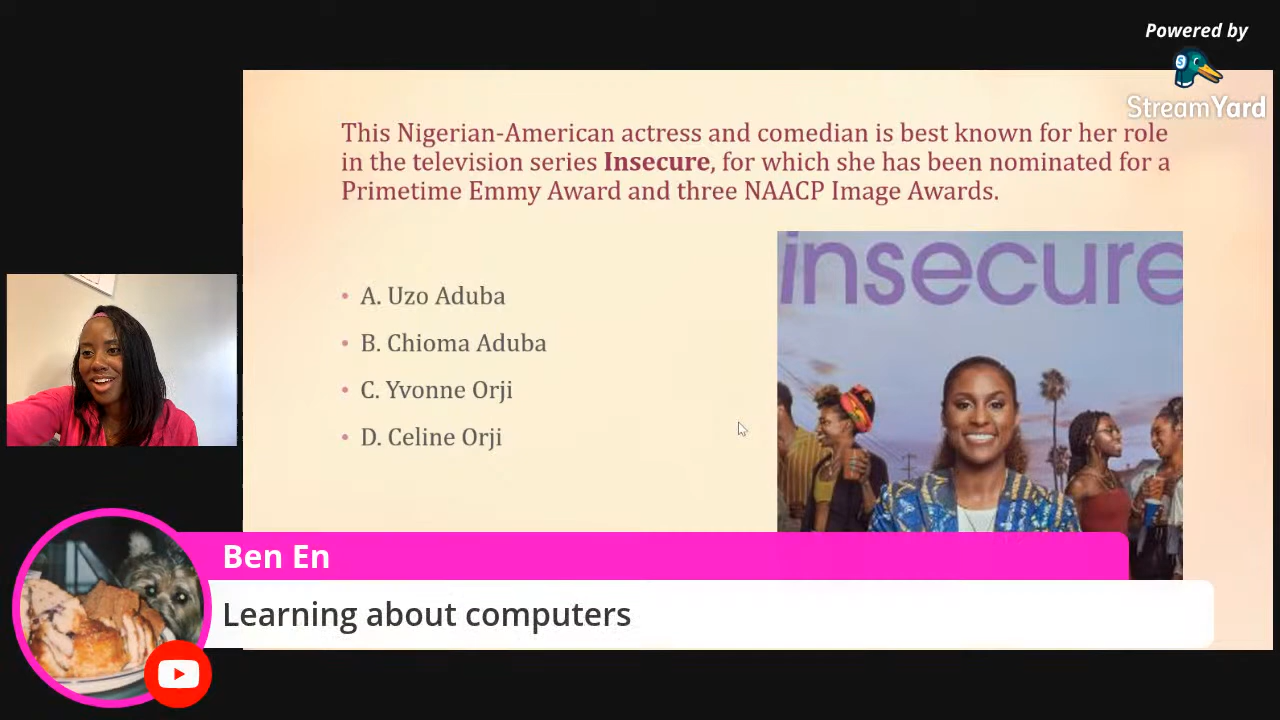 Powered by
StreamYard
This Nigerian-American actress and comedian is best known for her role
in the television series Insecure, for which she has been nominated for a
Primetime Emmy Award and three NAACP Image Awards.
insecure
• A. Uzo Aduba
• B. Chioma Aduba
• C. Yvonne Orji
• D. Celine Orji
Ben En
Learning about computers